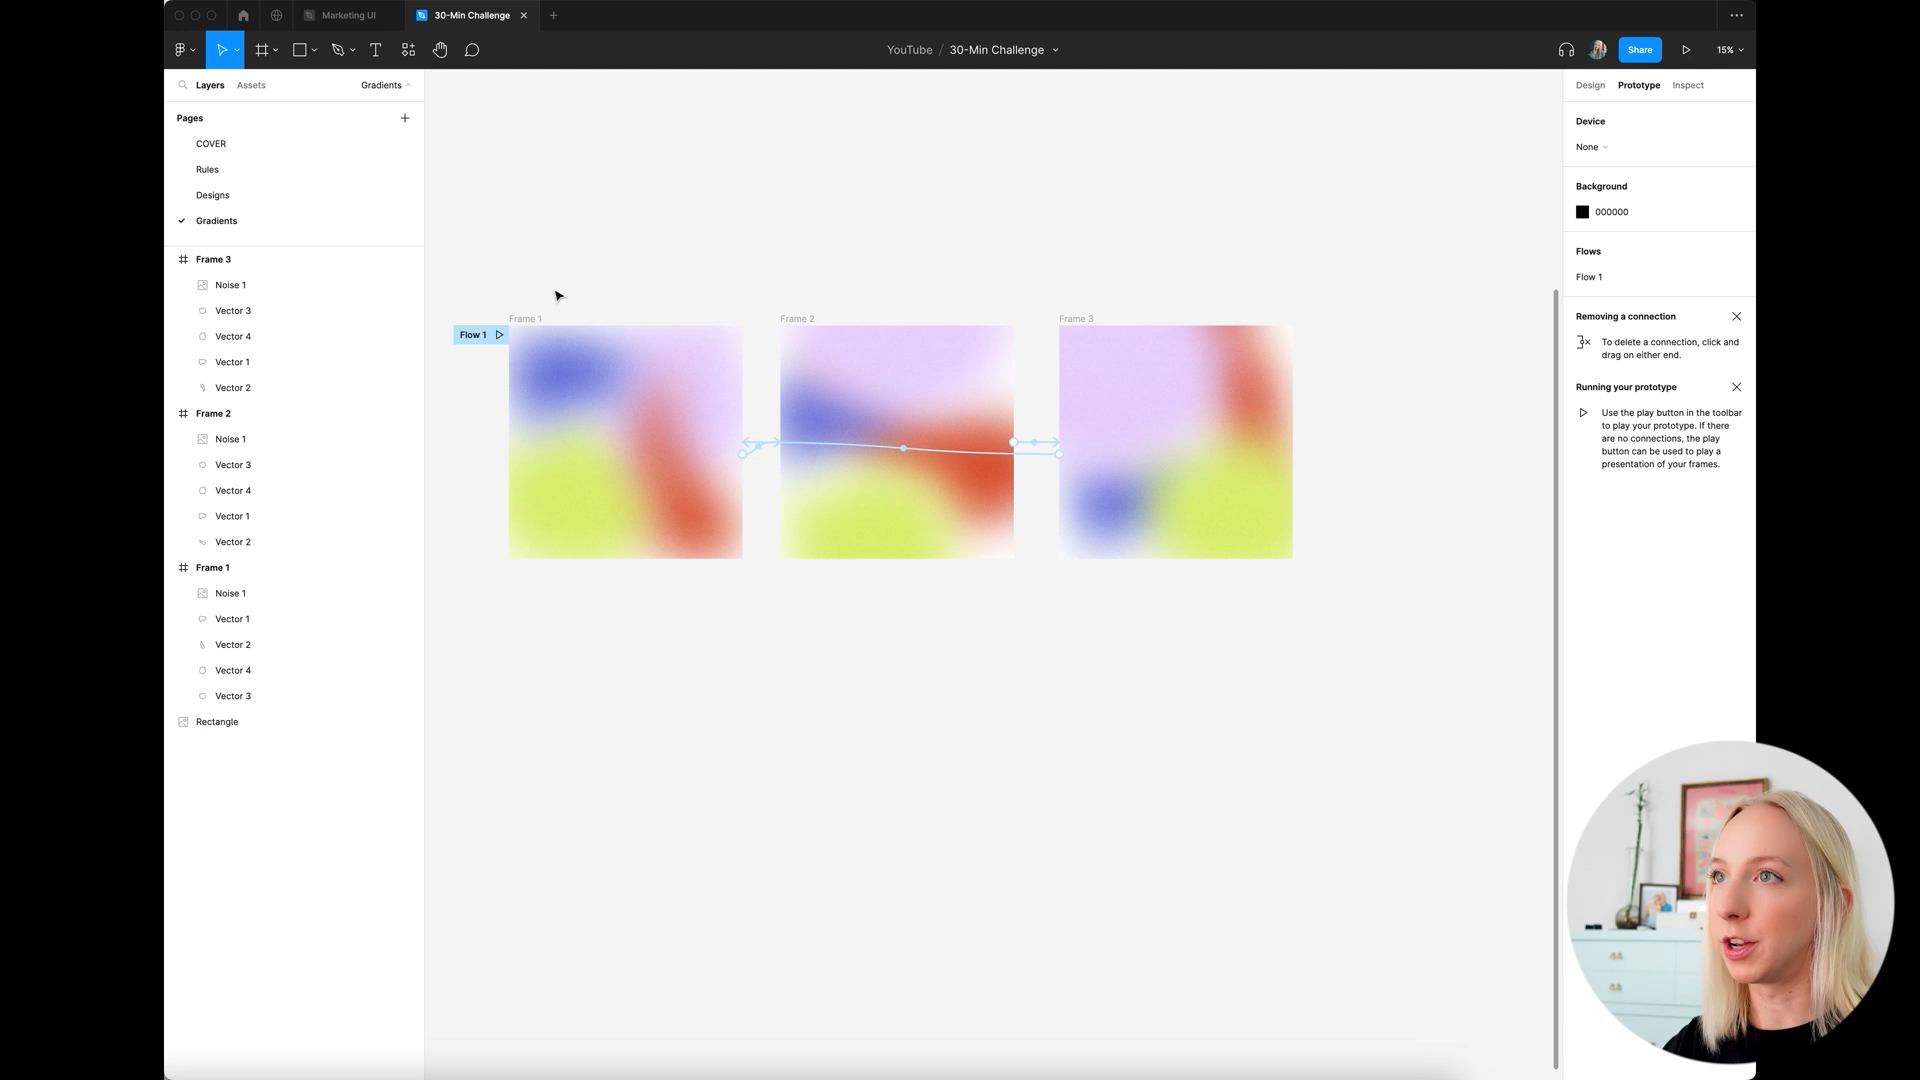 Marketing UI
30-Min Challenge
YouTube / 30-Min Challenge
Share
15%
Layers
Assets
Gradients
Pages
COVER
Rules
Designs
Gradients
Frame 3
Noise 1
Vector 3
Vector 4
Vector 1
Vector 2
Frame 2
Noise 1
Vector 3
Vector 4
Vector 1
Vector 2
Frame 1
Noise 1
Vector 1
Vector 2
Vector 4
Vector 3
Rectangle
Flow 1
Frame 1
Frame 2
Frame 3
Design
Prototype
Inspect
Device
None
Background
000000
Flows
Flow 1
Removing a connection
To delete a connection, click and
drag on either end.
Running your prototype
Use the play button in the toolbar
to play your prototype. If there
are no connections, the play
button can be used to play a
presentation of your frames.